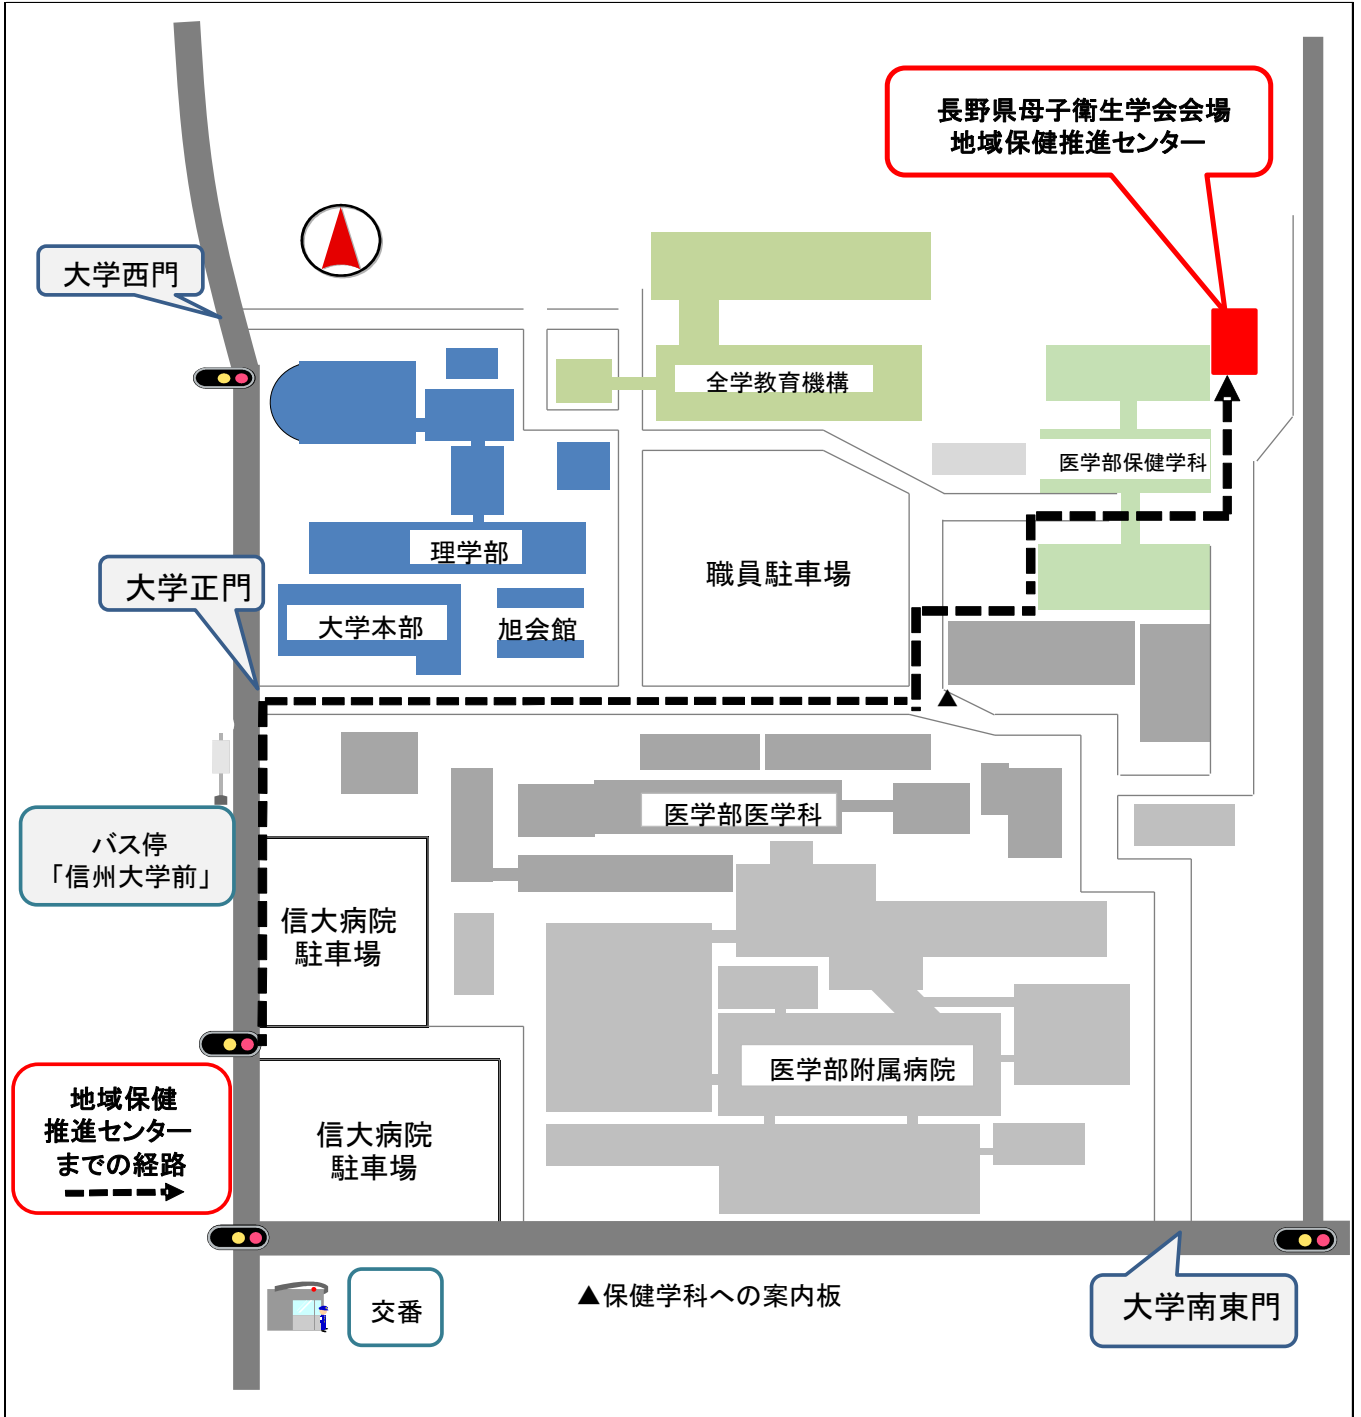 長野県母子衛生学会会場
地域保健推進センター
大学西門
全学教育機構
医学部保健学科
理学部
職員駐車場
大学正門
大学本部
旭会館
医学部医学科
バス停
「信州大学前」
信大病院
駐車場
医学部附属病院
地域保健
推進センター
までの経路
信大病院
駐車場
交番
▲保健学科への案内板
大学南東門